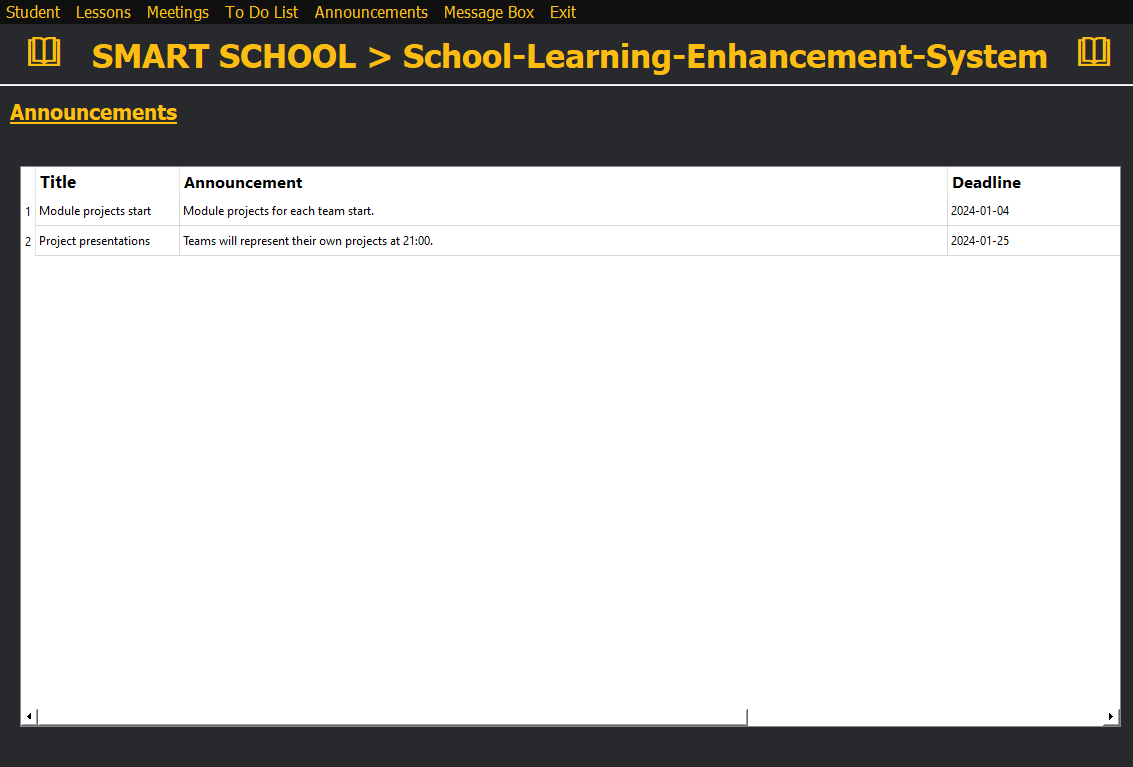 Student Lessons Meetings To Do List Announcements Message Box Exit
SMART SCHOOL > School-Learning-Enhancement-System
Announcements
Title Announcement Deadline
1 Module projects start Module projects for each team start. 2024-01-04
2 Project presentations Teams will represent their own projects at 21:00. 2024-01-25